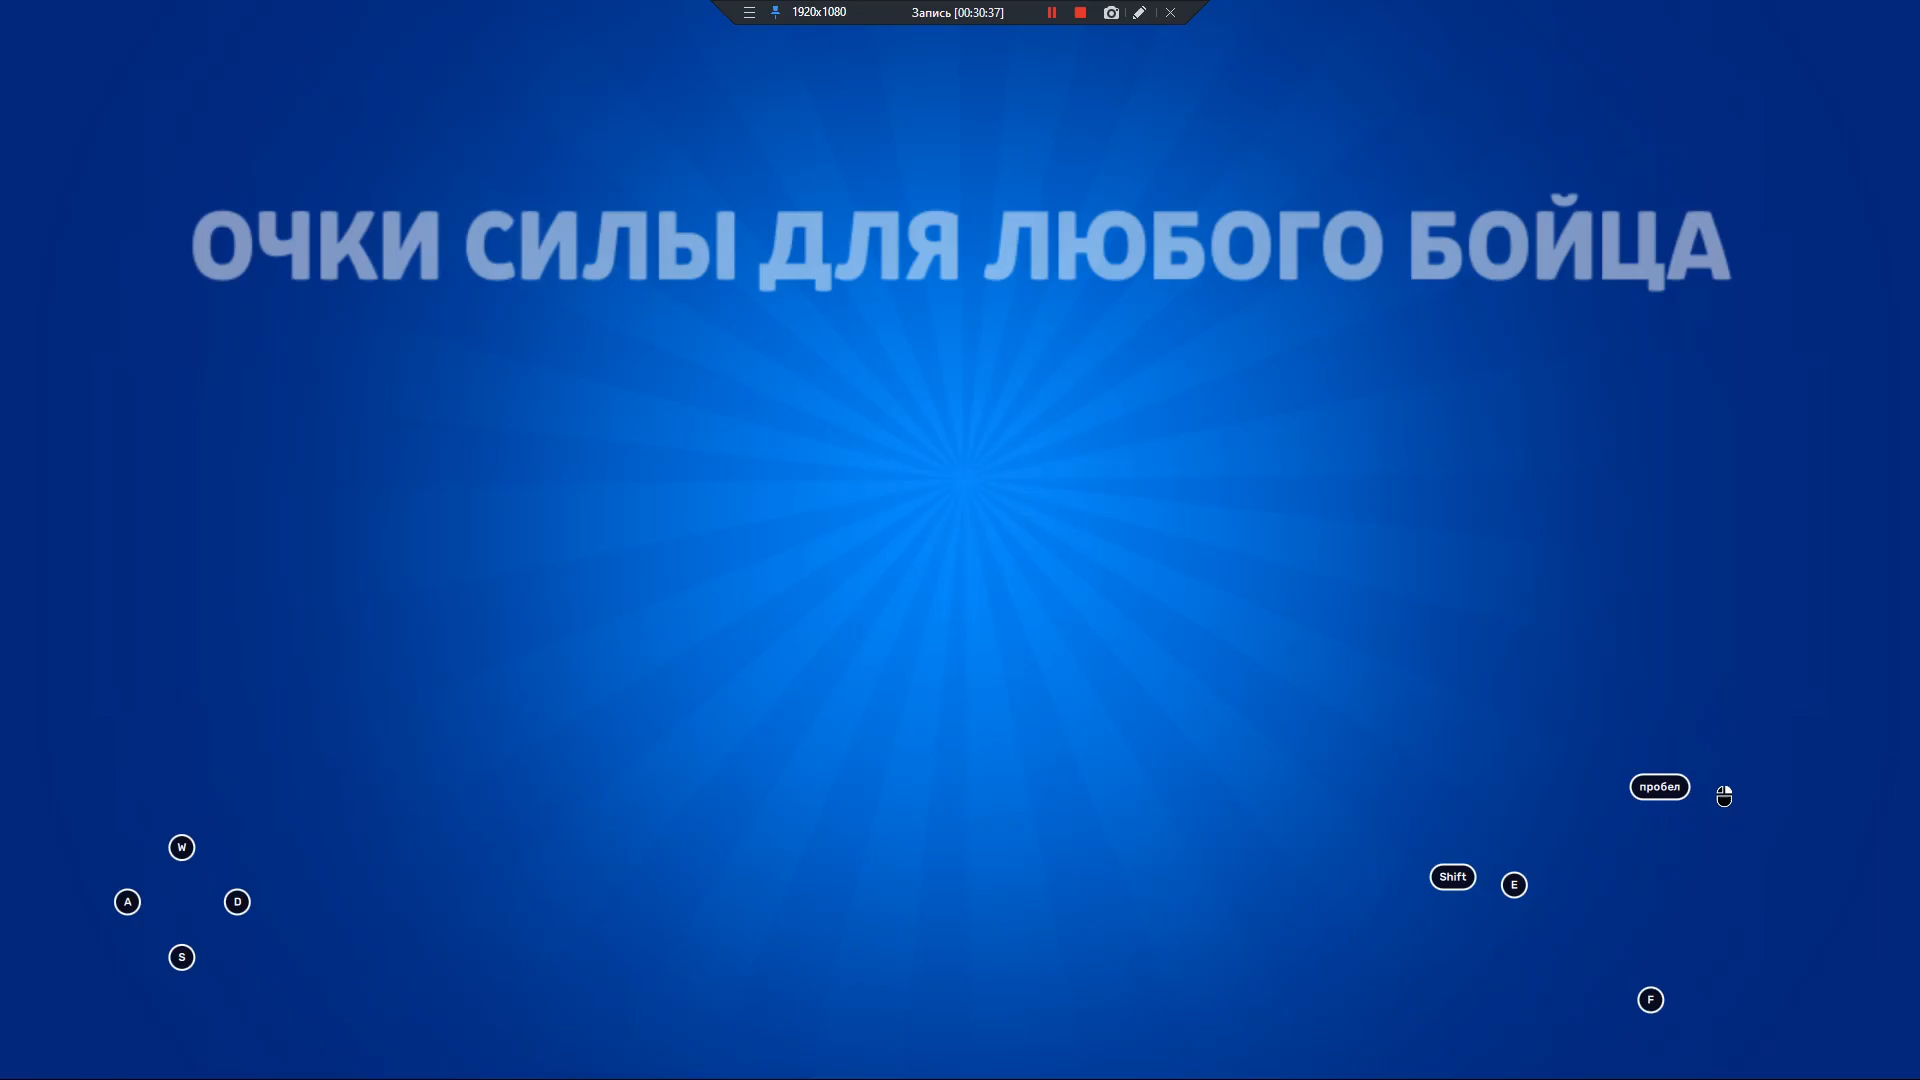 1920x1080 Запись [00:30:37]
ОЧКИ СИЛЫ ДЛЯ ЛЮБОГО БОЙЦА
пробел
W
Shift E
A D
S
F